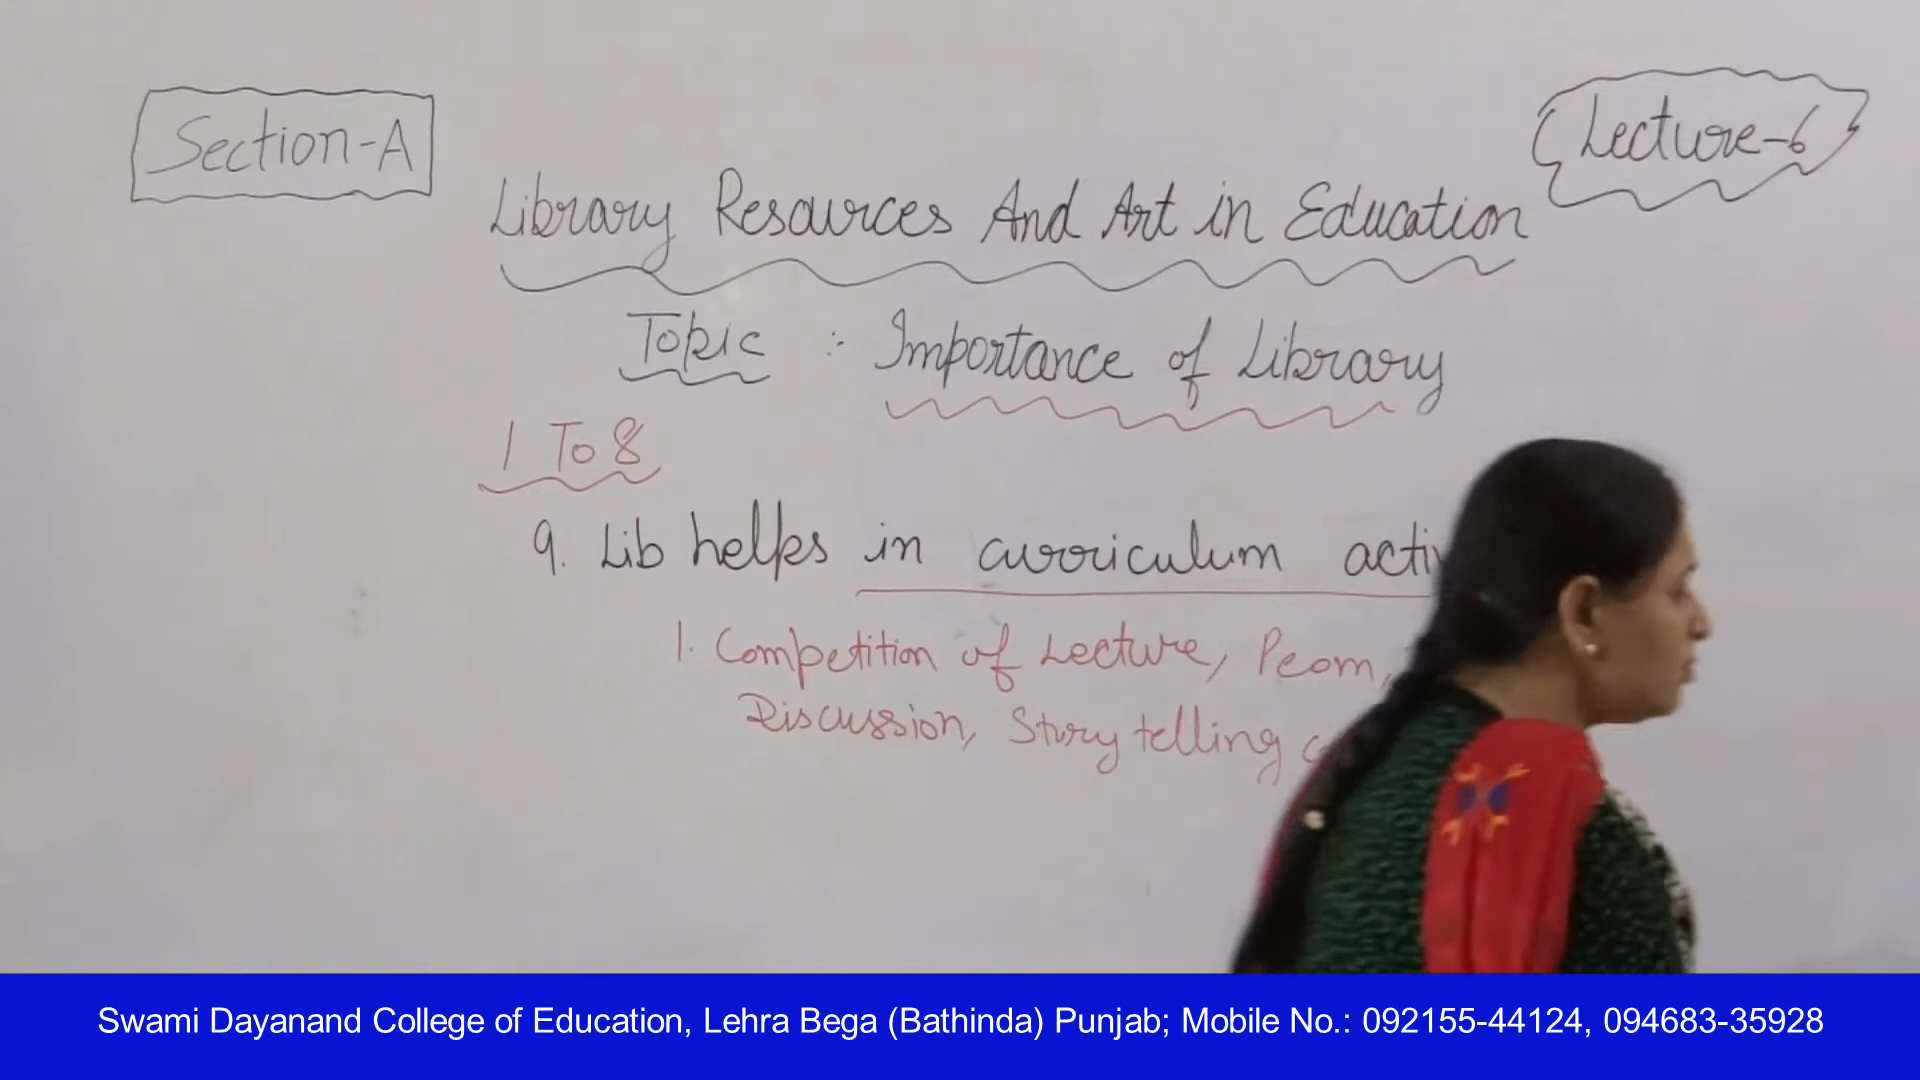 Section-A
Lecture-6
Library Resources And Art in Education
Topic :- Importance of Library
1 To 8
9. Lib helps in curriculum
1. Competition of Lecture, Peom,
Discussion, Story telling
Swami Dayanand College of Education, Lehra Bega (Bathinda) Punjab; Mobile No.: 092155-44124, 094683-35928